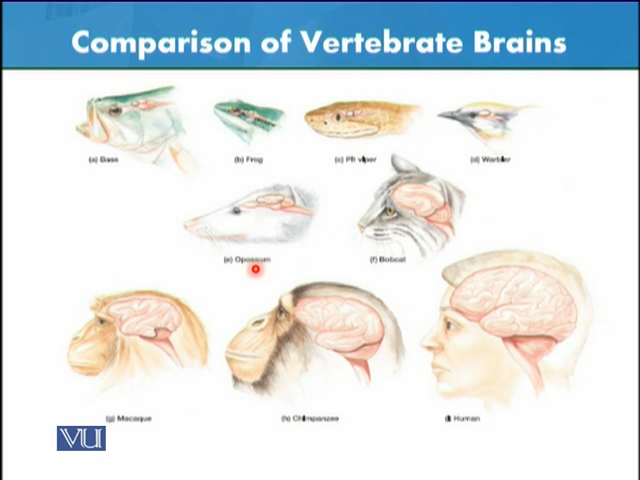 Comparison of Vertebrate Brains
(a) Bass
(b) Frog
(c) Pit viper
(d) Warbler
(e) Opossum
(f) Bobcat
(g) Macaque
(h) Chimpanzee
(i) Human
VU